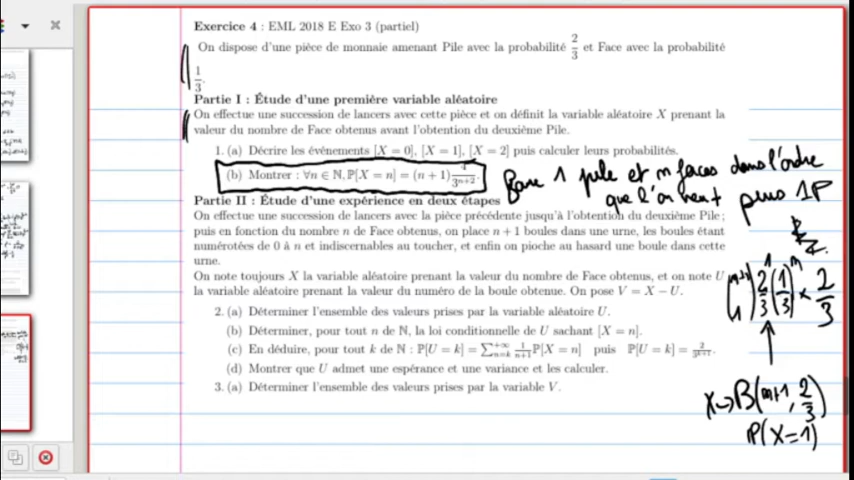 Exercice 4 : EML 2018 E Exo 3 (partiel)
On dispose d'une pièce de monnaie amenant Pile avec la probabilité 2/3 et Face avec la probabilité
1/3.
Partie I : Étude d'une première variable aléatoire
On effectue une succession de lancers avec cette pièce et on définit la variable aléatoire X prenant la
valeur du nombre de Face obtenus avant l'obtention du deuxième Pile.
1. (a) Décrire les événements [X = 0], [X = 1], [X = 2] puis calculer leurs probabilités.
(b) Montrer : ∀n ∈ ℕ, ℙ[X = n] = (n + 1) 4/3^{n+2}.
Faire 1 pile et n faces dans l'ordre
que l'on veut puis 1P
Partie II : Étude d'une expérience en deux étapes
On effectue une succession de lancers avec la pièce précédente jusqu'à l'obtention du deuxième Pile ;
puis en fonction du nombre n de Face obtenus, on place n + 1 boules dans une urne, les boules étant
numérotées de 0 à n et indiscernables au toucher, et enfin on pioche au hasard une boule dans cette
urne.
On note toujours X la variable aléatoire prenant la valeur du nombre de Face obtenus, et on note U
la variable aléatoire prenant la valeur du numéro de la boule obtenue. On pose V = X − U.
(n+1 1) (2/3)^1 (1/3)^n × 2/3
2. (a) Déterminer l'ensemble des valeurs prises par la variable aléatoire U.
(b) Déterminer, pour tout n de ℕ, la loi conditionnelle de U sachant [X = n].
(c) En déduire, pour tout k de ℕ : ℙ[U = k] = ∑_{n=k}^{+∞} 1/(n+1) ℙ[X = n] puis ℙ[U = k] = 2/3^{k+1}.
(d) Montrer que U admet une espérance et une variance et les calculer.
3. (a) Déterminer l'ensemble des valeurs prises par la variable V.
X↪B(n+1, 2/3)
P(X=1)